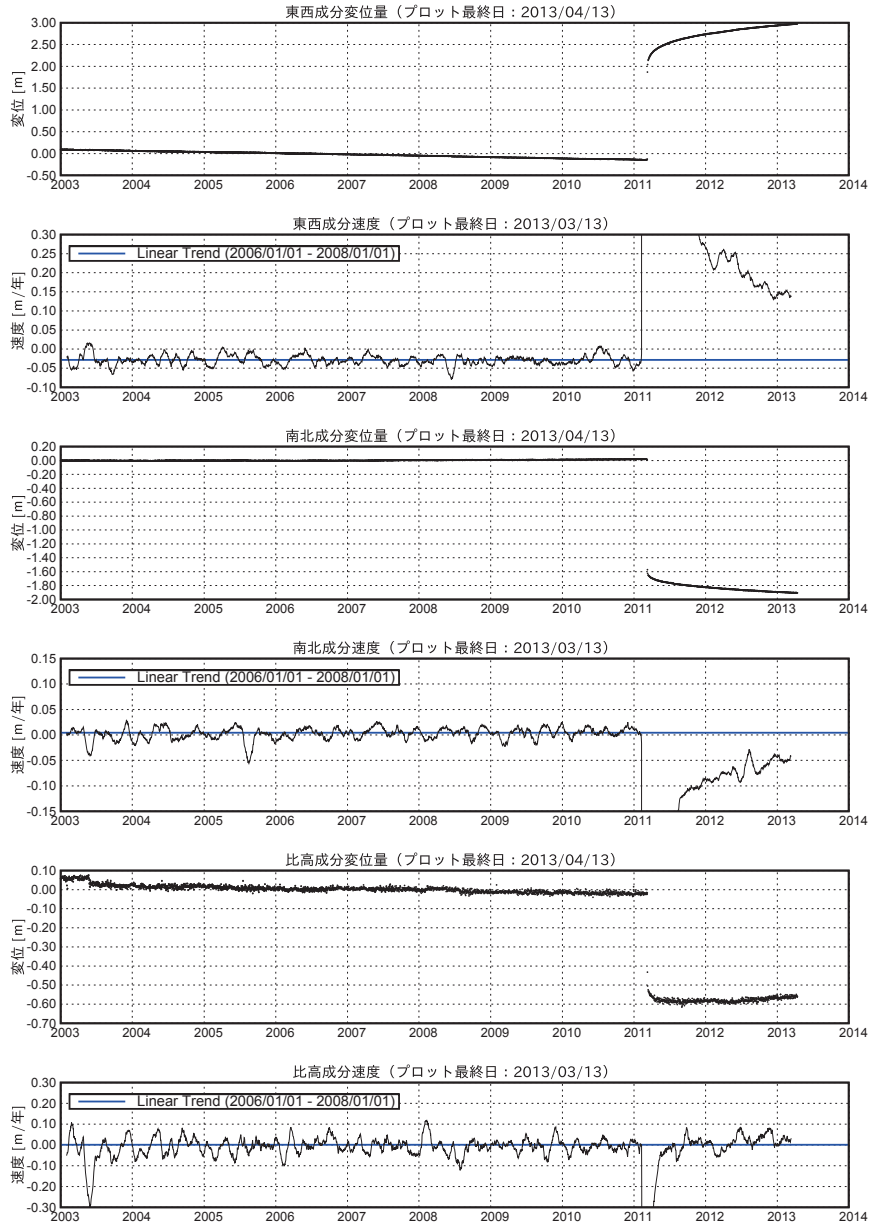 東西成分変位量（プロット最終日：2013/04/13）
変位 [m]
3.00
2.50
2.00
1.50
1.00
0.50
0.00
-0.50
2003 2004 2005 2006 2007 2008 2009 2010 2011 2012 2013 2014
東西成分速度（プロット最終日：2013/03/13）
速度 [m/年]
Linear Trend (2006/01/01 - 2008/01/01)
0.30
0.25
0.20
0.15
0.10
0.05
0.00
-0.05
-0.10
2003 2004 2005 2006 2007 2008 2009 2010 2011 2012 2013 2014
南北成分変位量（プロット最終日：2013/04/13）
変位 [m]
0.20
0.00
-0.20
-0.40
-0.60
-0.80
-1.00
-1.20
-1.40
-1.60
-1.80
-2.00
2003 2004 2005 2006 2007 2008 2009 2010 2011 2012 2013 2014
南北成分速度（プロット最終日：2013/03/13）
速度 [m/年]
Linear Trend (2006/01/01 - 2008/01/01)
0.15
0.10
0.05
0.00
-0.05
-0.10
-0.15
2003 2004 2005 2006 2007 2008 2009 2010 2011 2012 2013 2014
比高成分変位量（プロット最終日：2013/04/13）
変位 [m]
0.10
0.00
-0.10
-0.20
-0.30
-0.40
-0.50
-0.60
-0.70
2003 2004 2005 2006 2007 2008 2009 2010 2011 2012 2013 2014
比高成分速度（プロット最終日：2013/03/13）
速度 [m/年]
Linear Trend (2006/01/01 - 2008/01/01)
0.30
0.20
0.10
0.00
-0.10
-0.20
-0.30
2003 2004 2005 2006 2007 2008 2009 2010 2011 2012 2013 2014